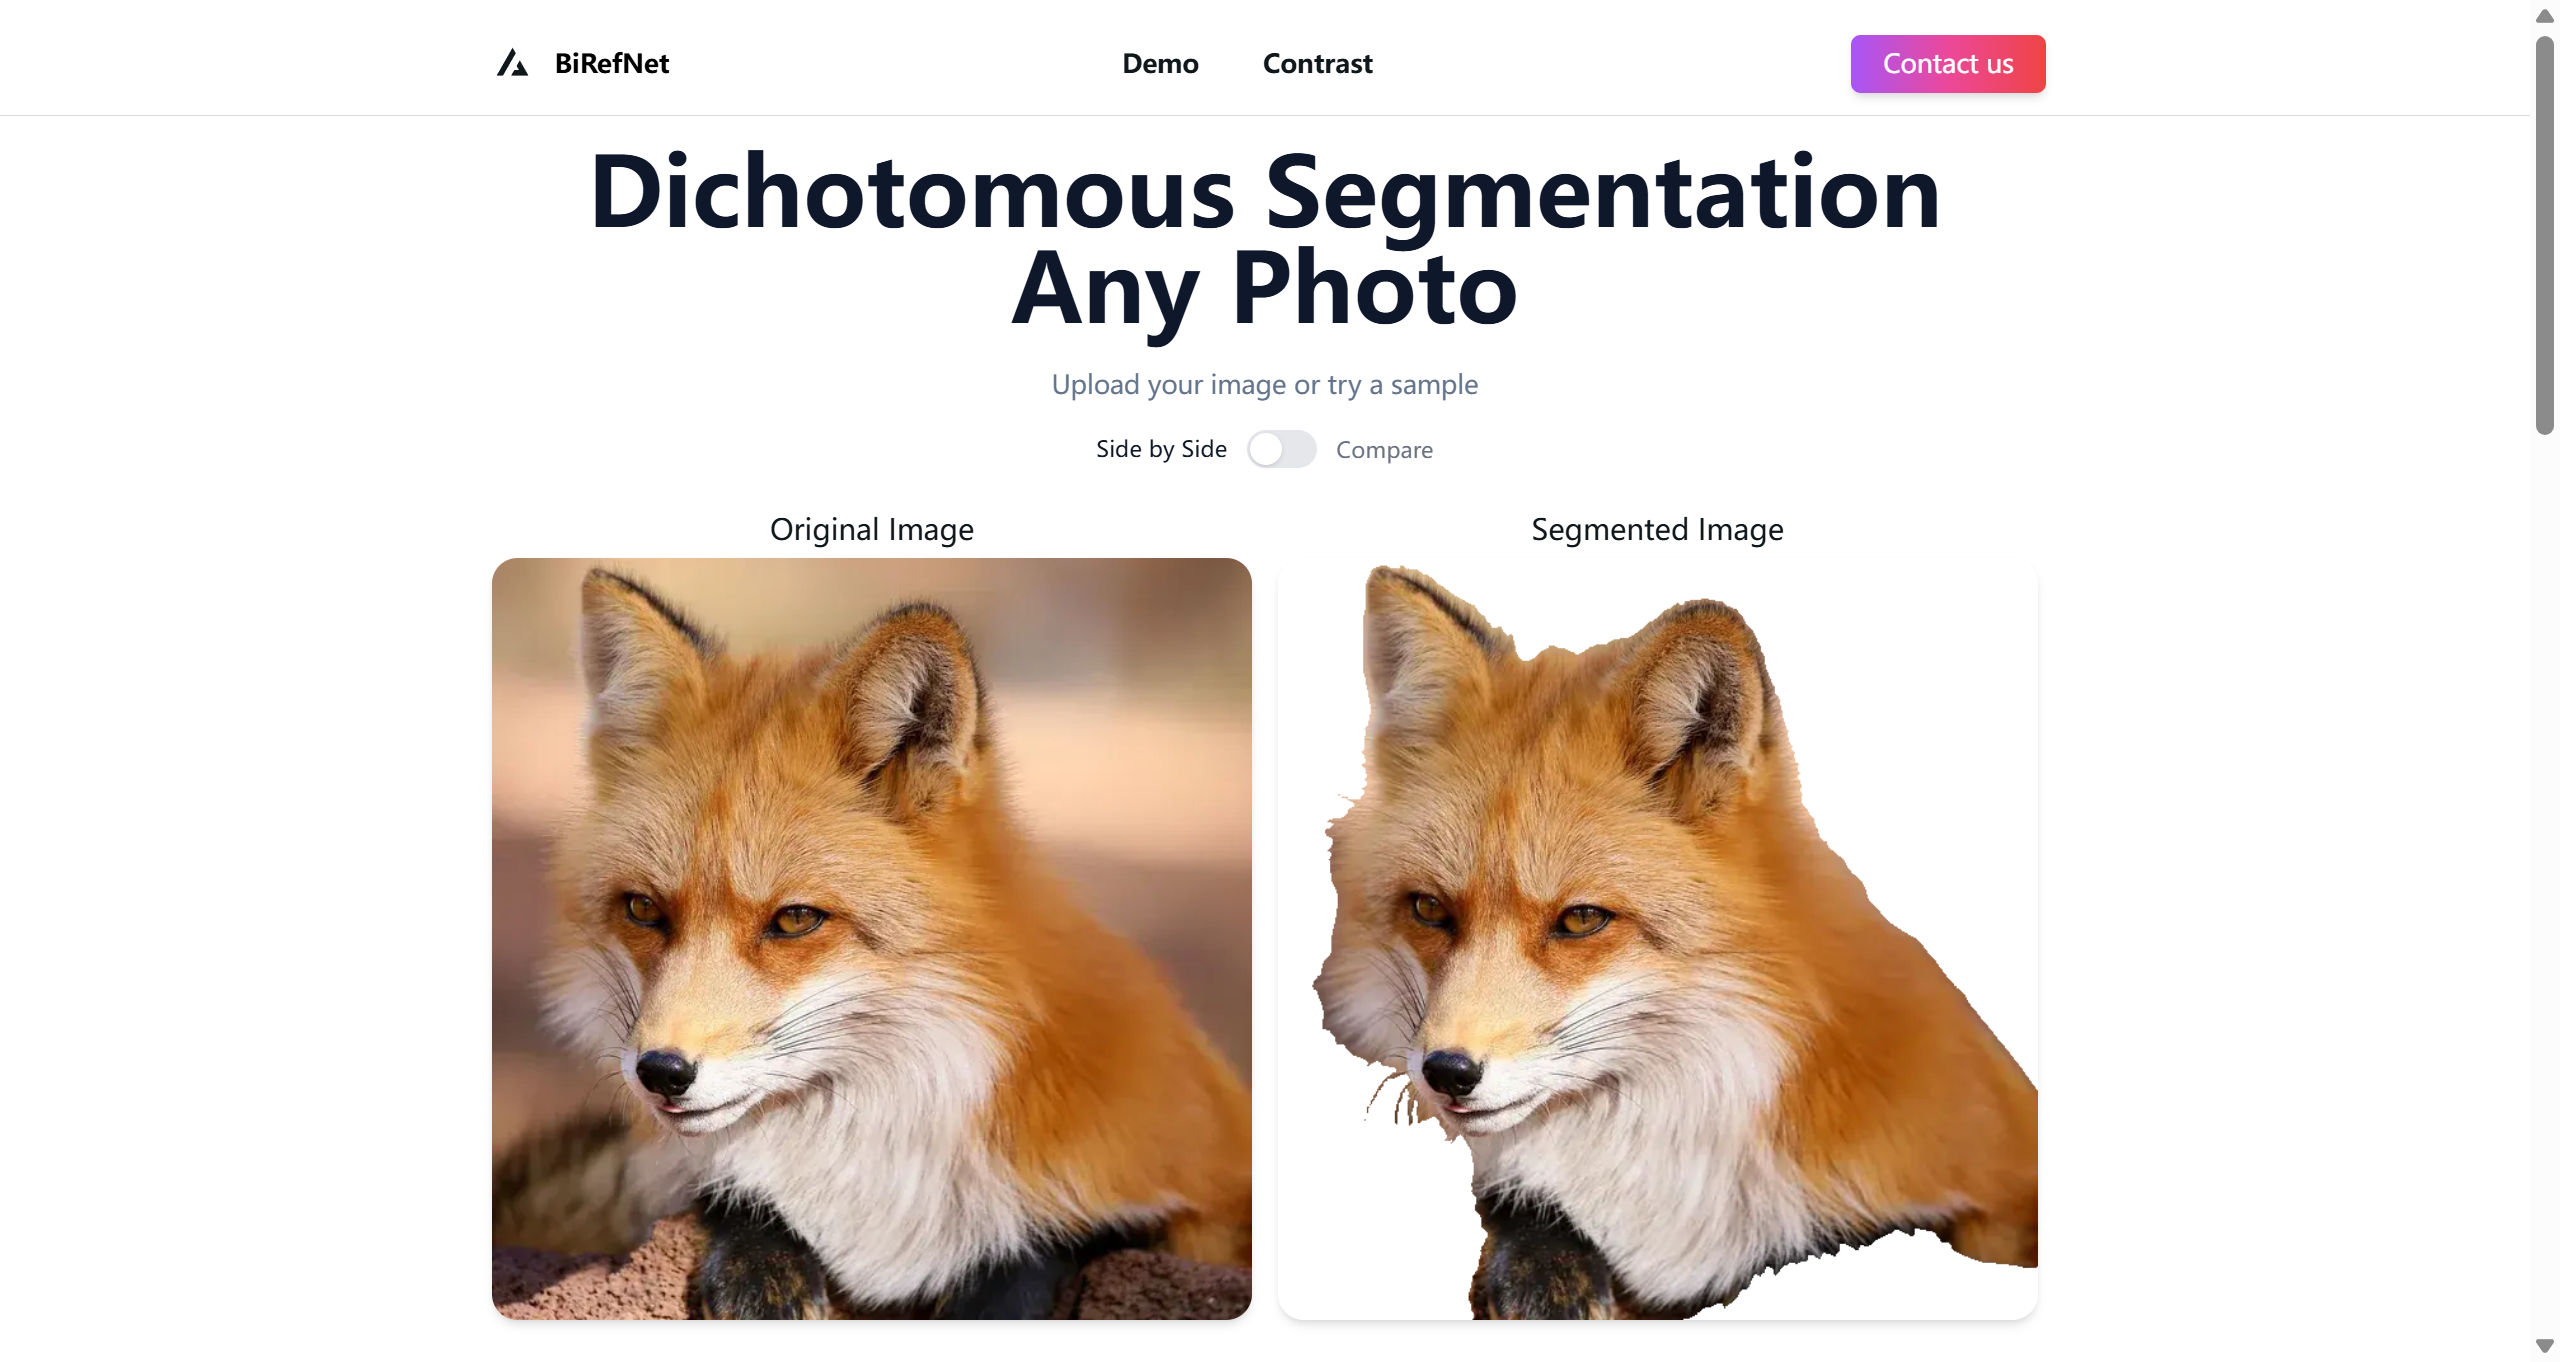 BiRefNet
Demo
Contrast
Contact us
Dichotomous Segmentation
Any Photo
Upload your image or try a sample
Side by Side
Compare
Original Image
Segmented Image